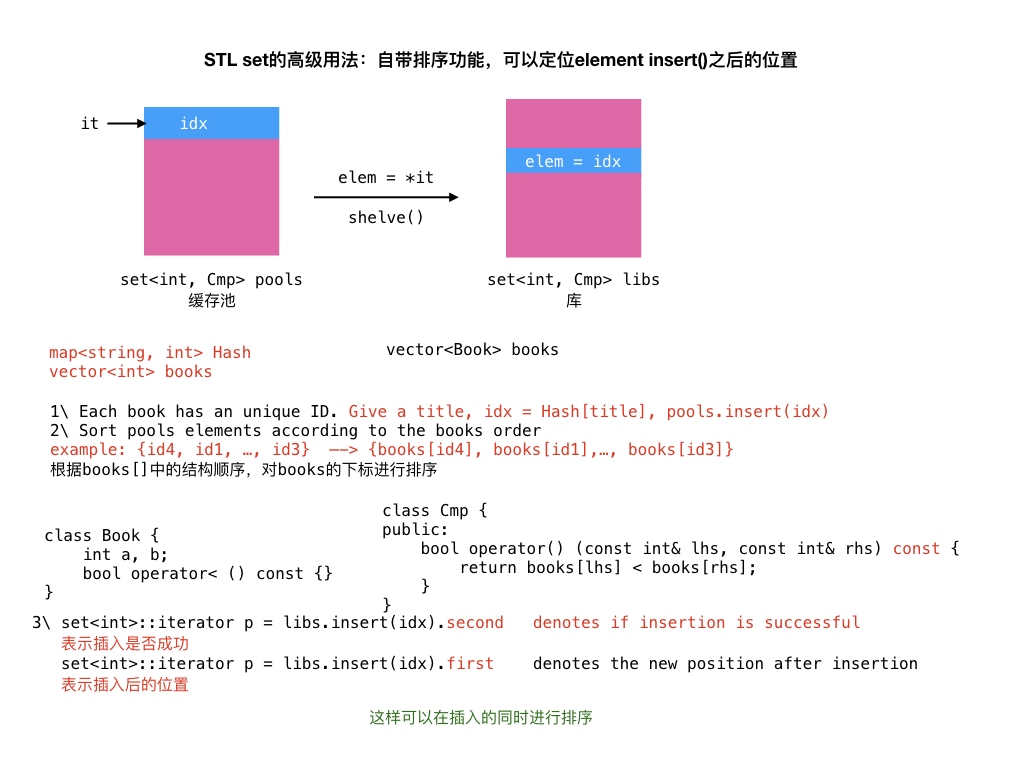 STL set的高级用法：自带排序功能，可以定位element insert()之后的位置
it
idx
elem = *it
shelve()
elem = idx
set<int, Cmp> pools
缓存池
set<int, Cmp> libs
库
map<string, int> Hash
vector<int> books
vector<Book> books
1\ Each book has an unique ID. Give a title, idx = Hash[title], pools.insert(idx)
2\ Sort pools elements according to the books order
example: {id4, id1, …, id3}  ——> {books[id4], books[id1],…, books[id3]}
根据books[]中的结构顺序，对books的下标进行排序
class Book {
    int a, b;
    bool operator< () const {}
}
class Cmp {
public:
    bool operator() (const int& lhs, const int& rhs) const {
        return books[lhs] < books[rhs];
    }
}
3\ set<int>::iterator p = libs.insert(idx).second   denotes if insertion is successful
表示插入是否成功
set<int>::iterator p = libs.insert(idx).first    denotes the new position after insertion
表示插入后的位置
这样可以在插入的同时进行排序